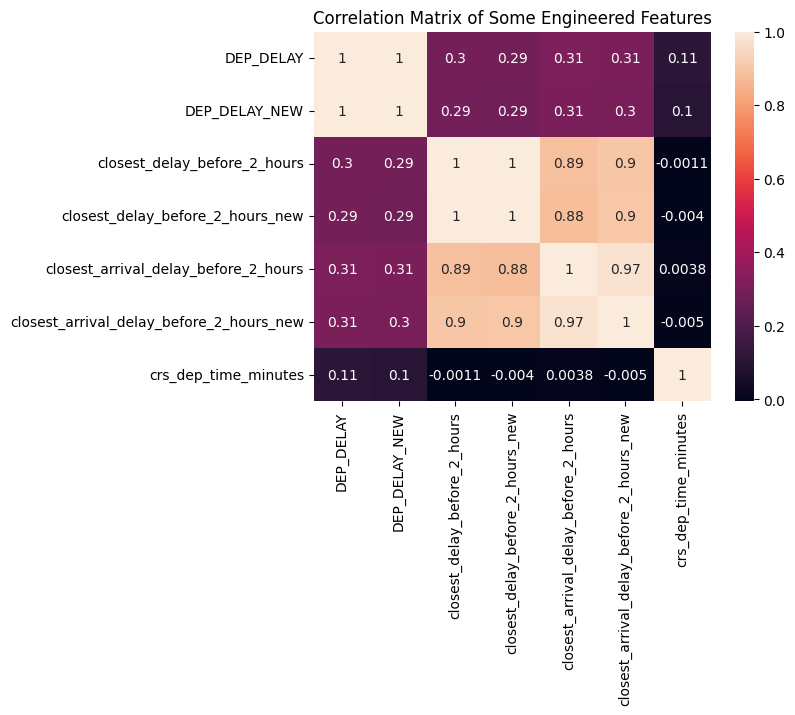 Correlation Matrix of Some Engineered Features
DEP_DELAY 1 1 0.3 0.29 0.31 0.31 0.11
DEP_DELAY_NEW 1 1 0.29 0.29 0.31 0.3 0.1
closest_delay_before_2_hours 0.3 0.29 1 1 0.89 0.9 -0.0011
closest_delay_before_2_hours_new 0.29 0.29 1 1 0.88 0.9 -0.004
closest_arrival_delay_before_2_hours 0.31 0.31 0.89 0.88 1 0.97 0.0038
closest_arrival_delay_before_2_hours_new 0.31 0.3 0.9 0.9 0.97 1 -0.005
crs_dep_time_minutes 0.11 0.1 -0.0011 -0.004 0.0038 -0.005 1
DEP_DELAY
DEP_DELAY_NEW
closest_delay_before_2_hours
closest_delay_before_2_hours_new
closest_arrival_delay_before_2_hours
closest_arrival_delay_before_2_hours_new
crs_dep_time_minutes
1.0
0.8
0.6
0.4
0.2
0.0